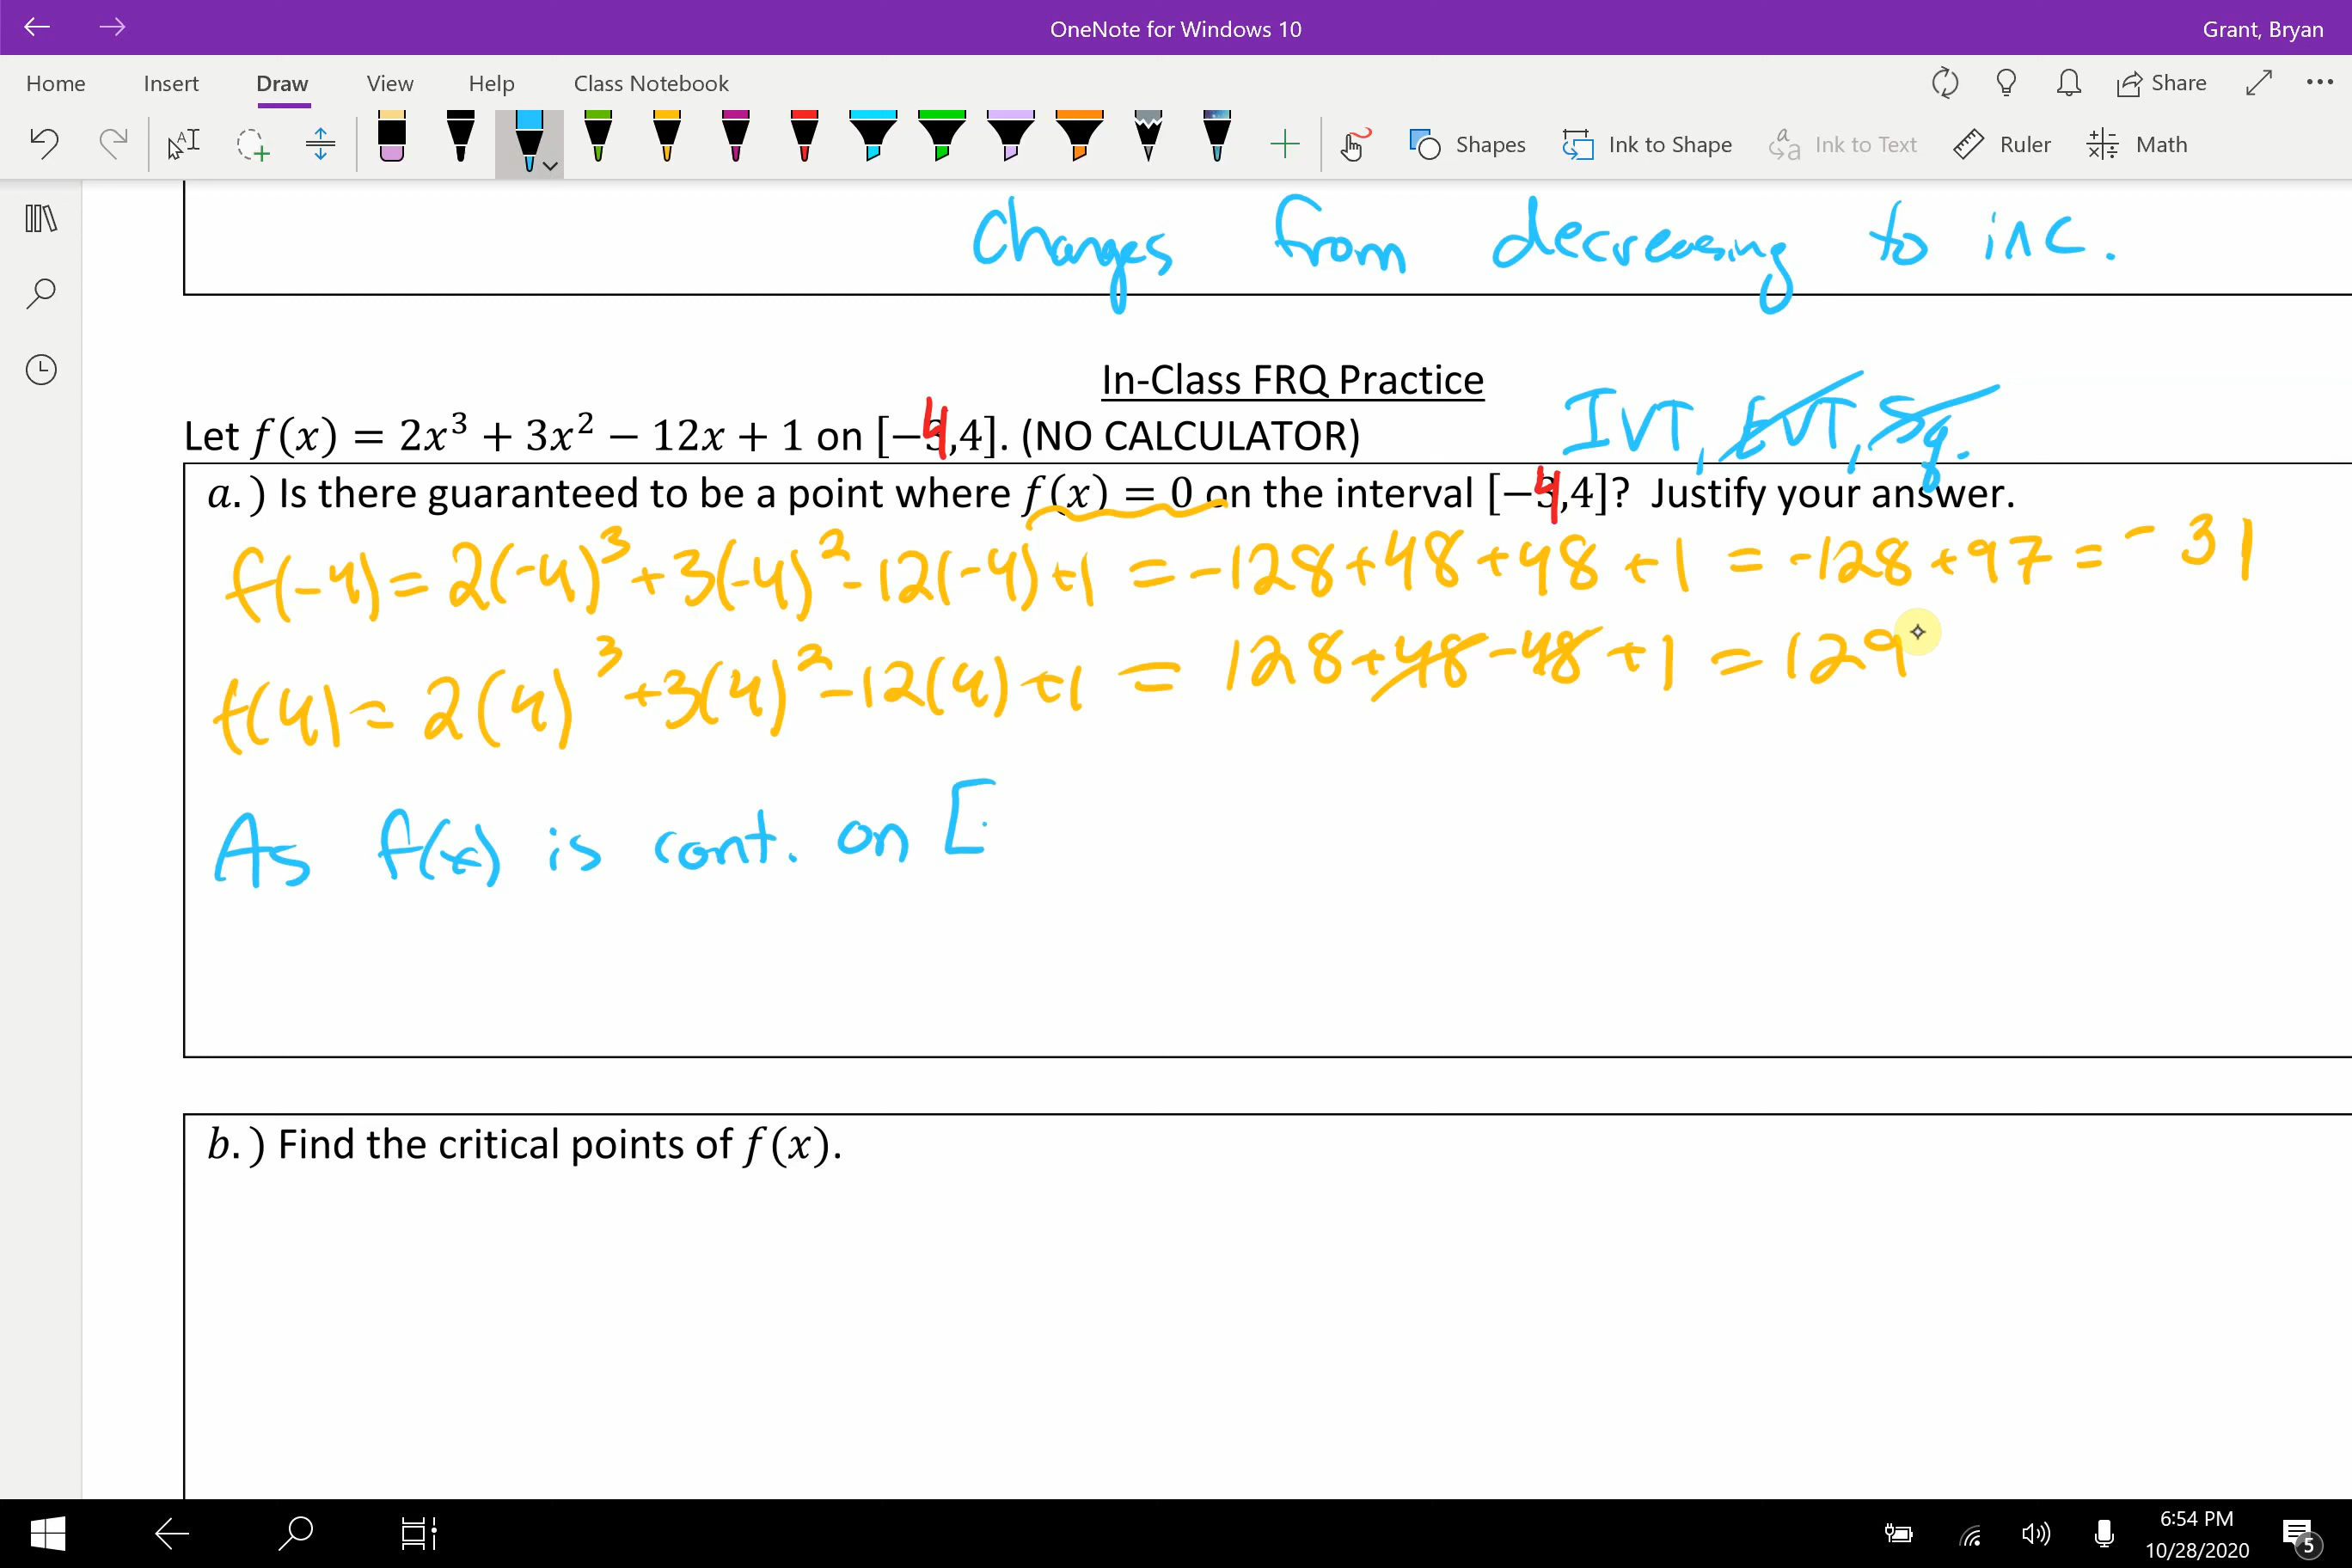 OneNote for Windows 10
Grant, Bryan
Home Insert Draw View Help Class Notebook
Share
Shapes Ink to Shape Ink to Text Ruler Math
Changes from decreasing to inc.
In-Class FRQ Practice
IVT, EVT, Sq.
Let f(x) = 2x³ + 3x² − 12x + 1 on [−4,4]. (NO CALCULATOR)
a.) Is there guaranteed to be a point where f(x) = 0 on the interval [−4,4]? Justify your answer.
f(-4) = 2(-4)³ + 3(-4)² - 12(-4) + 1 = -128 + 48 + 48 + 1 = -128 + 97 = -31
f(4) = 2(4)³ + 3(4)² - 12(4) + 1 = 128 + 48 - 48 + 1 = 129
As f(x) is cont. on [
b.) Find the critical points of f(x).
6:54 PM
10/28/2020
5